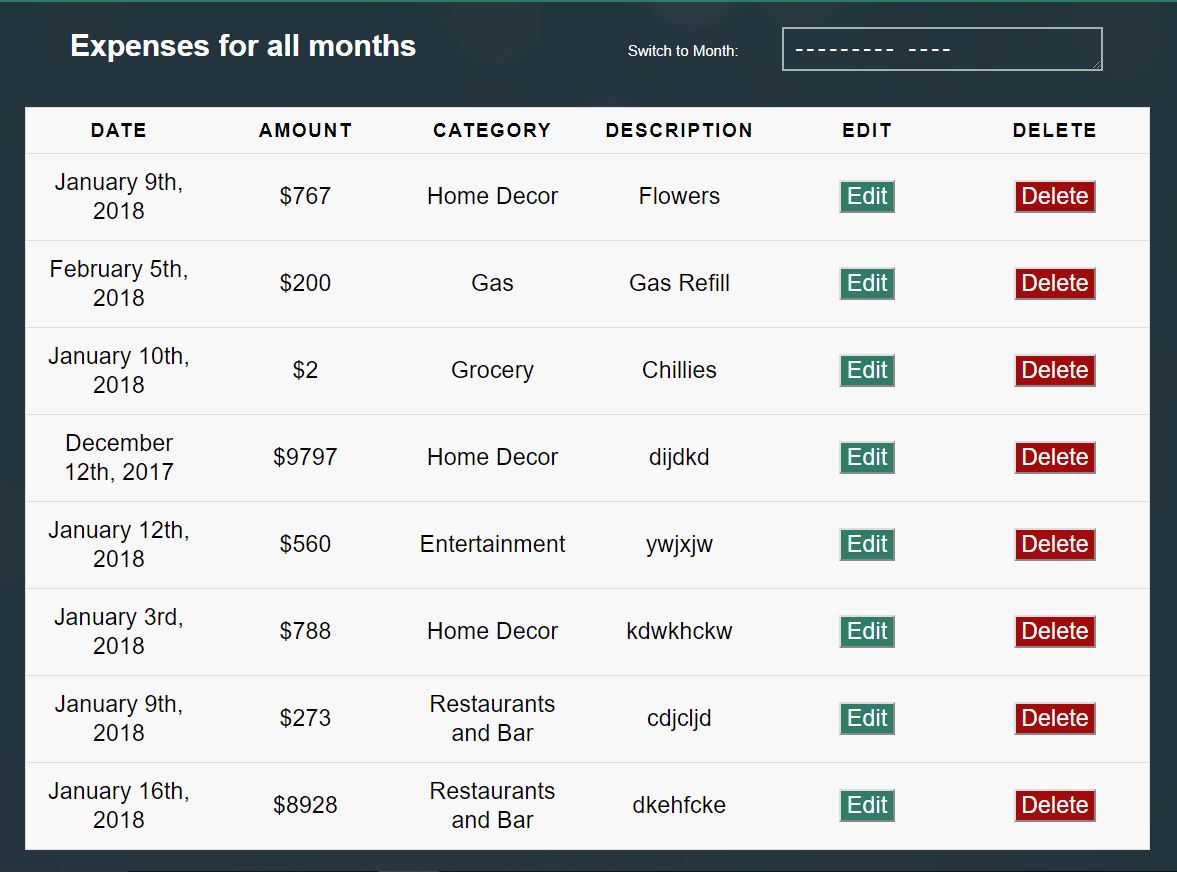 Expenses for all months
Switch to Month:
--------- ----
DATE AMOUNT CATEGORY DESCRIPTION EDIT DELETE
January 9th,
2018 $767 Home Decor Flowers Edit Delete
February 5th,
2018 $200 Gas Gas Refill Edit Delete
January 10th,
2018 $2 Grocery Chillies Edit Delete
December
12th, 2017 $9797 Home Decor dijdkd Edit Delete
January 12th,
2018 $560 Entertainment ywjxjw Edit Delete
January 3rd,
2018 $788 Home Decor kdwkhckw Edit Delete
January 9th,
2018 $273 Restaurants
and Bar cdjcljd Edit Delete
January 16th,
2018 $8928 Restaurants
and Bar dkehfcke Edit Delete